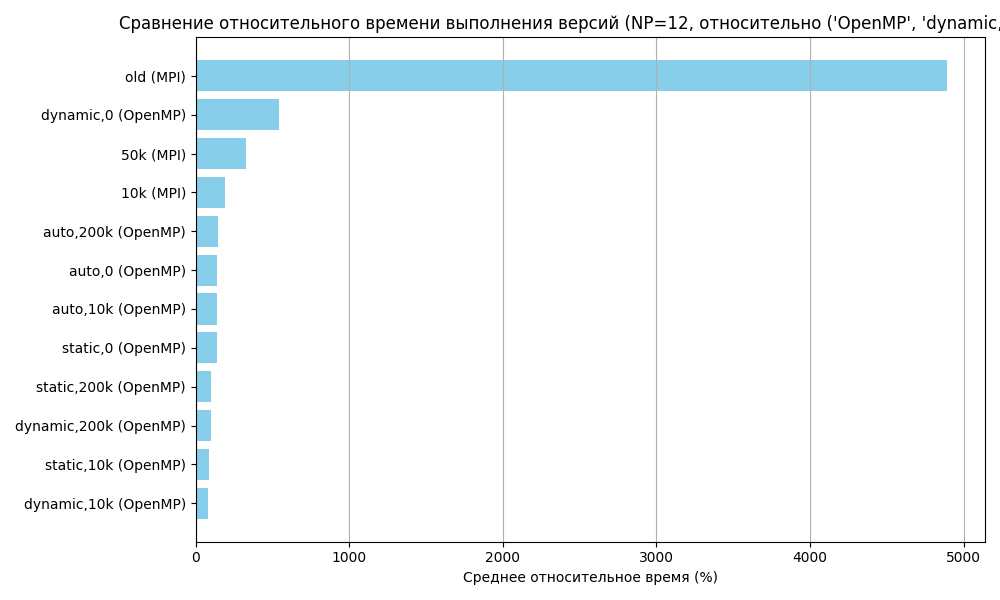 Сравнение относительного времени выполнения версий (NP=12, относительно ('OpenMP', 'dynamic,
old (MPI)
dynamic,0 (OpenMP)
50k (MPI)
10k (MPI)
auto,200k (OpenMP)
auto,0 (OpenMP)
auto,10k (OpenMP)
static,0 (OpenMP)
static,200k (OpenMP)
dynamic,200k (OpenMP)
static,10k (OpenMP)
dynamic,10k (OpenMP)
0 1000 2000 3000 4000 5000
Среднее относительное время (%)